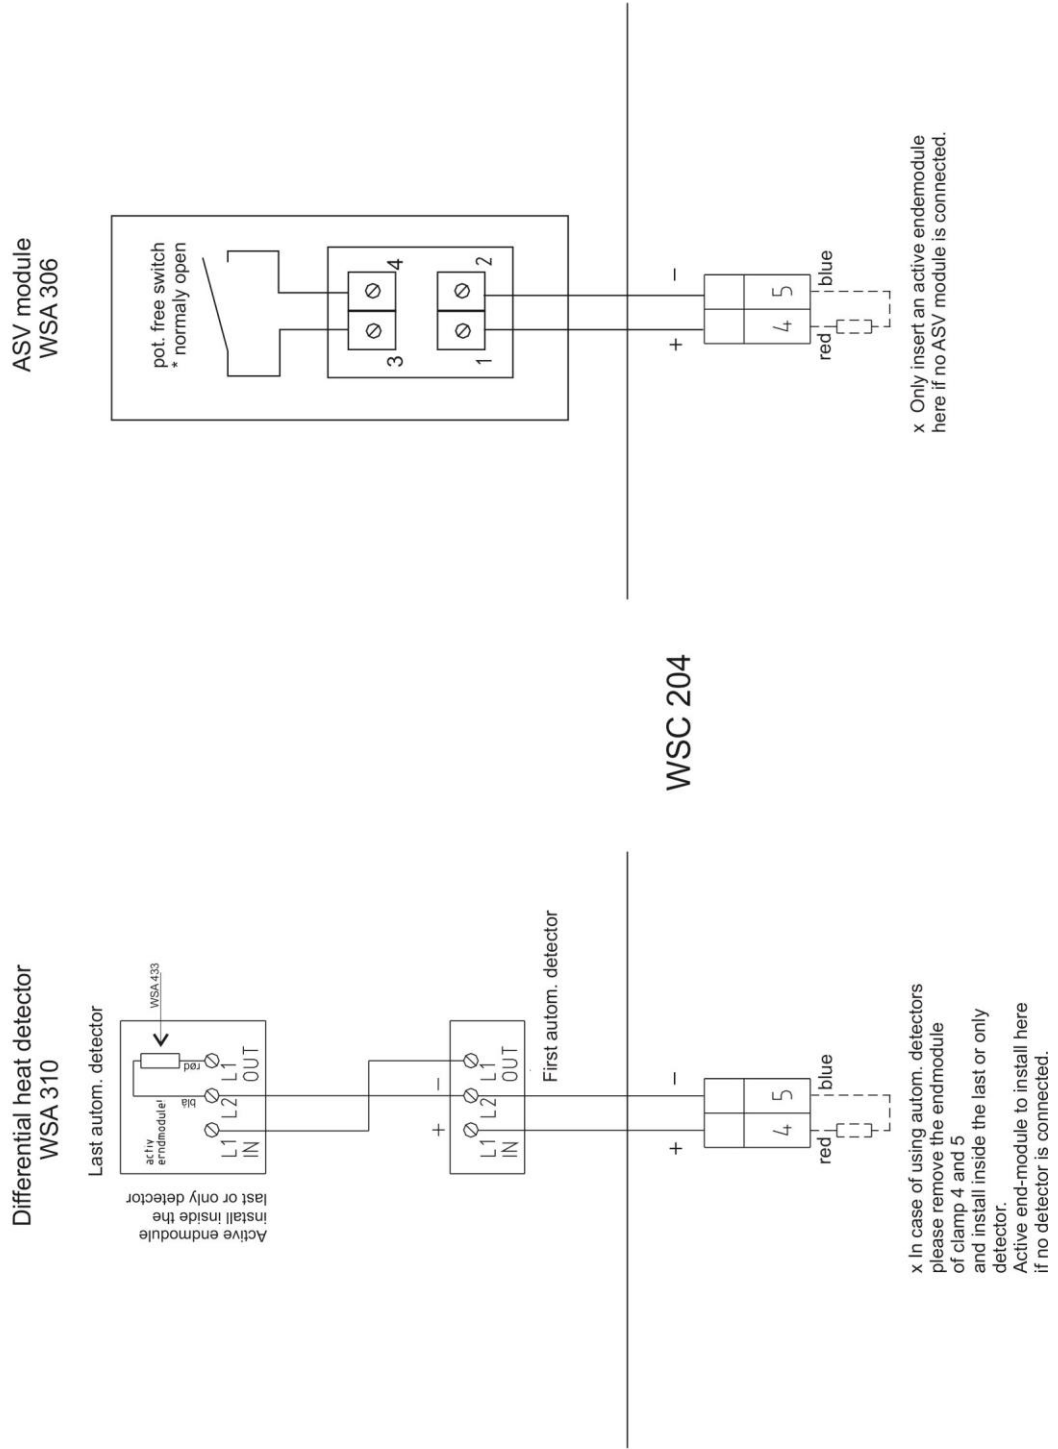 Differential heat detector
WSA 310
Last autom. detector
WSA 433
activ
erndmodule!
blå
rød
L1
IN
L2
L1
OUT
Active endmodule
install inside the
last or only detector
+
−
L1
IN
L2
L1
OUT
First autom. detector
+
−
4
5
red
blue
x In case of using autom. detectors
please remove the endmodule
of clamp 4 and 5
and install inside the last or only
detector.
Active end-module to install here
if no detector is connected.
WSC 204
ASV module
WSA 306
pot. free switch
* normaly open
3
4
1
2
+
−
4
5
red
blue
x Only insert an active endemodule
here if no ASV module is connected.